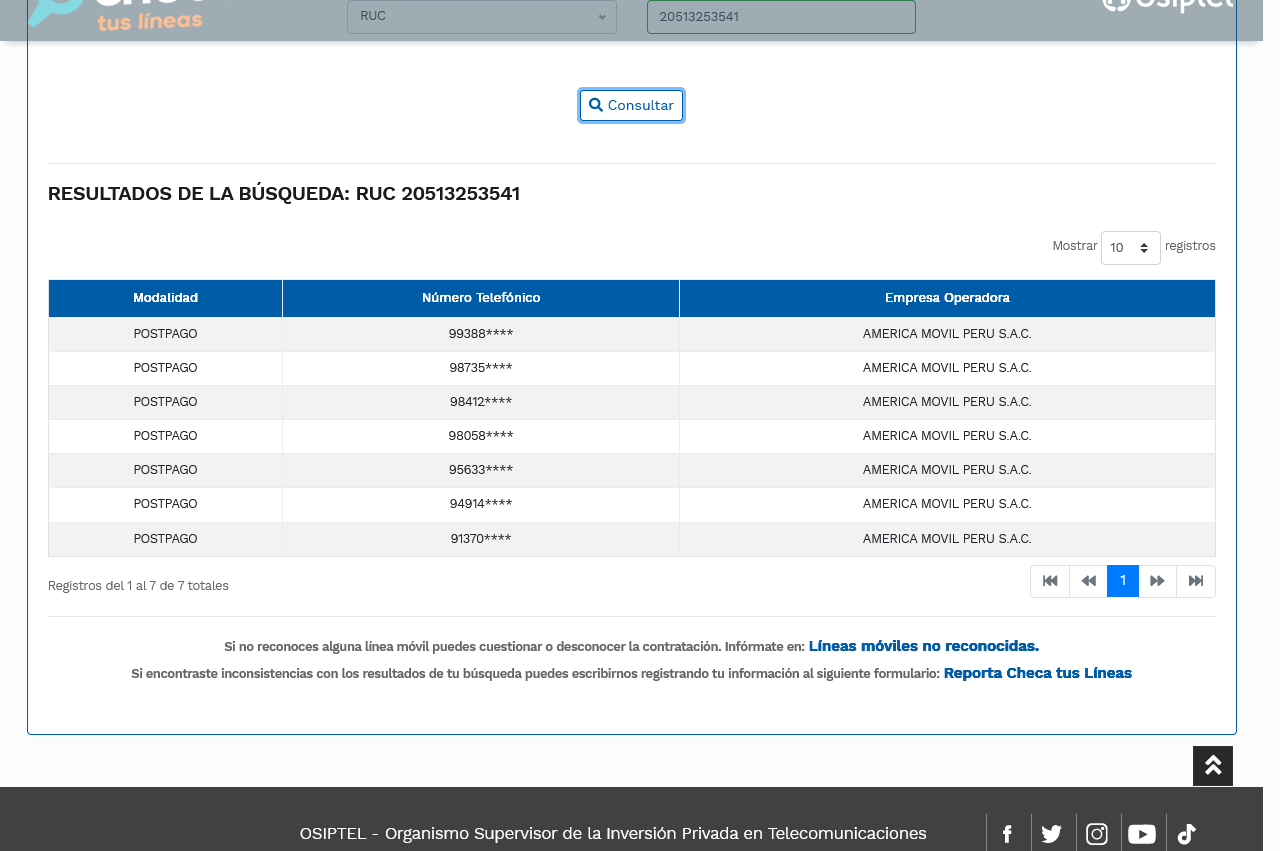 tus líneas
RUC
20513253541
Consultar
RESULTADOS DE LA BÚSQUEDA: RUC 20513253541
Mostrar 10 registros
Modalidad Número Telefónico Empresa Operadora
POSTPAGO 99388**** AMERICA MOVIL PERU S.A.C.
POSTPAGO 98735**** AMERICA MOVIL PERU S.A.C.
POSTPAGO 98412**** AMERICA MOVIL PERU S.A.C.
POSTPAGO 98058**** AMERICA MOVIL PERU S.A.C.
POSTPAGO 95633**** AMERICA MOVIL PERU S.A.C.
POSTPAGO 94914**** AMERICA MOVIL PERU S.A.C.
POSTPAGO 91370**** AMERICA MOVIL PERU S.A.C.
Registros del 1 al 7 de 7 totales
1
Si no reconoces alguna línea móvil puedes cuestionar o desconocer la contratación. Infórmate en: Líneas móviles no reconocidas.
Si encontraste inconsistencias con los resultados de tu búsqueda puedes escribirnos registrando tu información al siguiente formulario: Reporta Checa tus Líneas
OSIPTEL - Organismo Supervisor de la Inversión Privada en Telecomunicaciones